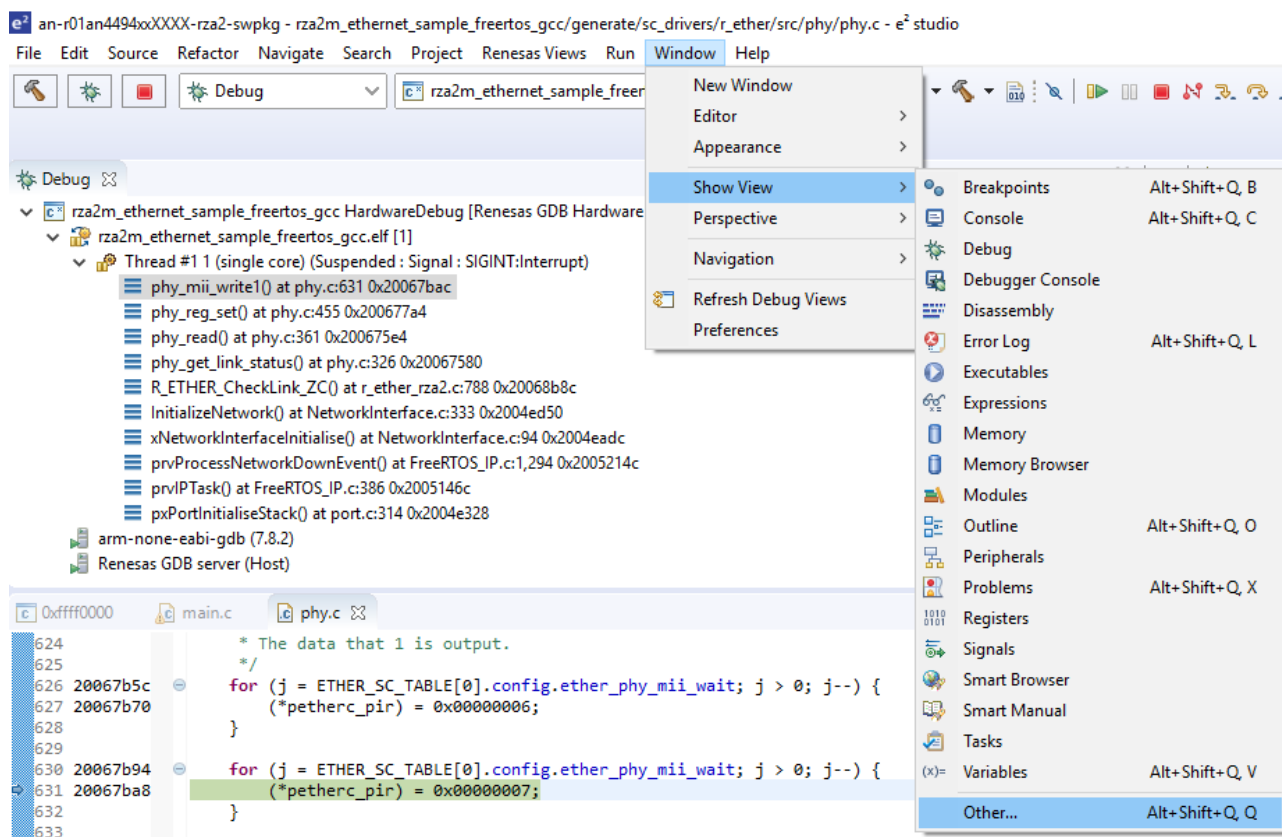 e² an-r01an4494xxXXXX-rza2-swpkg - rza2m_ethernet_sample_freertos_gcc/generate/sc_drivers/r_ether/src/phy/phy.c - e² studio
File Edit Source Refactor Navigate Search Project Renesas Views Run Window Help
Debug
rza2m_ethernet_sample_freer
New Window
Editor
Appearance
Show View
Perspective
Navigation
Refresh Debug Views
Preferences
Breakpoints Alt+Shift+Q, B
Console Alt+Shift+Q, C
Debug
Debugger Console
Disassembly
Error Log Alt+Shift+Q, L
Executables
Expressions
Memory
Memory Browser
Modules
Outline Alt+Shift+Q, O
Peripherals
Problems Alt+Shift+Q, X
Registers
Signals
Smart Browser
Smart Manual
Tasks
(x)= Variables Alt+Shift+Q, V
Other... Alt+Shift+Q, Q
Debug
rza2m_ethernet_sample_freertos_gcc HardwareDebug [Renesas GDB Hardware
rza2m_ethernet_sample_freertos_gcc.elf [1]
Thread #1 1 (single core) (Suspended : Signal : SIGINT:Interrupt)
phy_mii_write1() at phy.c:631 0x20067bac
phy_reg_set() at phy.c:455 0x200677a4
phy_read() at phy.c:361 0x200675e4
phy_get_link_status() at phy.c:326 0x20067580
R_ETHER_CheckLink_ZC() at r_ether_rza2.c:788 0x20068b8c
InitializeNetwork() at NetworkInterface.c:333 0x2004ed50
xNetworkInterfaceInitialise() at NetworkInterface.c:94 0x2004eadc
prvProcessNetworkDownEvent() at FreeRTOS_IP.c:1,294 0x2005214c
prvIPTask() at FreeRTOS_IP.c:386 0x2005146c
pxPortInitialiseStack() at port.c:314 0x2004e328
arm-none-eabi-gdb (7.8.2)
Renesas GDB server (Host)
0xffff0000 main.c phy.c
624 * The data that 1 is output.
625 */
626 20067b5c for (j = ETHER_SC_TABLE[0].config.ether_phy_mii_wait; j > 0; j--) {
627 20067b70 (*petherc_pir) = 0x00000006;
628 }
629
630 20067b94 for (j = ETHER_SC_TABLE[0].config.ether_phy_mii_wait; j > 0; j--) {
631 20067ba8 (*petherc_pir) = 0x00000007;
632 }
633